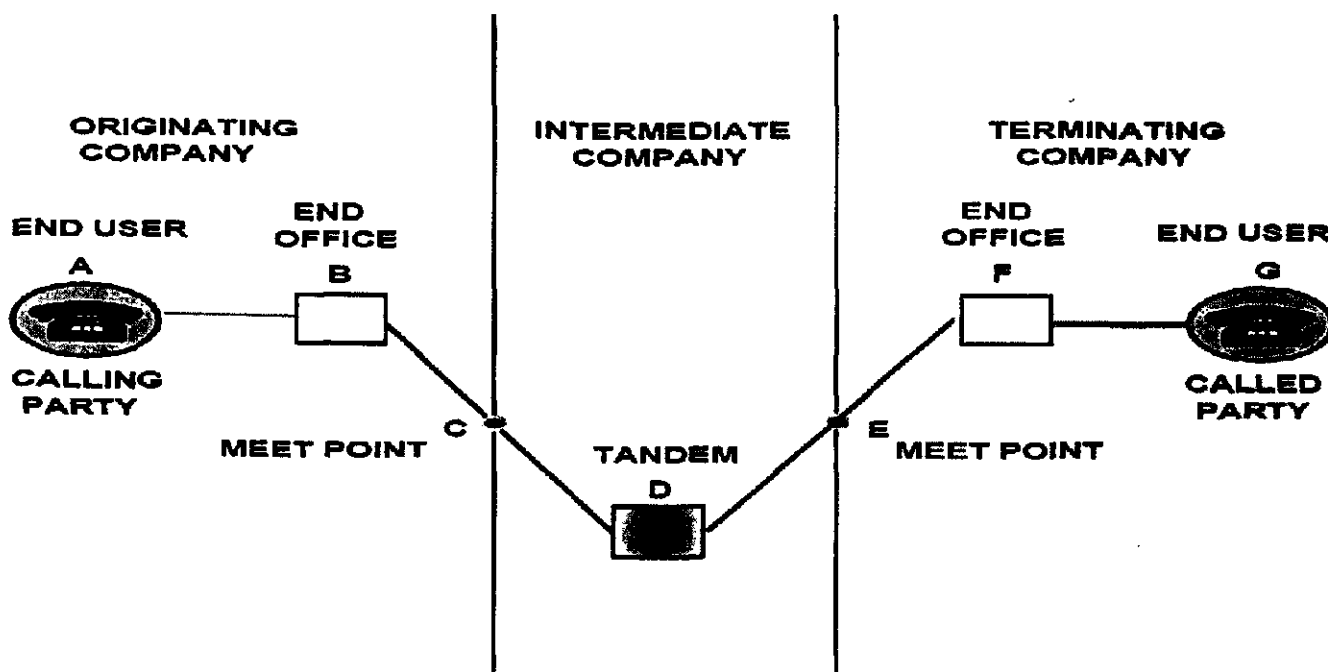 ORIGINATING
COMPANY
INTERMEDIATE
COMPANY
TERMINATING
COMPANY
END USER
A
CALLING
PARTY
END
OFFICE
B
C
MEET POINT
TANDEM
D
E
MEET POINT
END
OFFICE
F
END USER
G
CALLED
PARTY